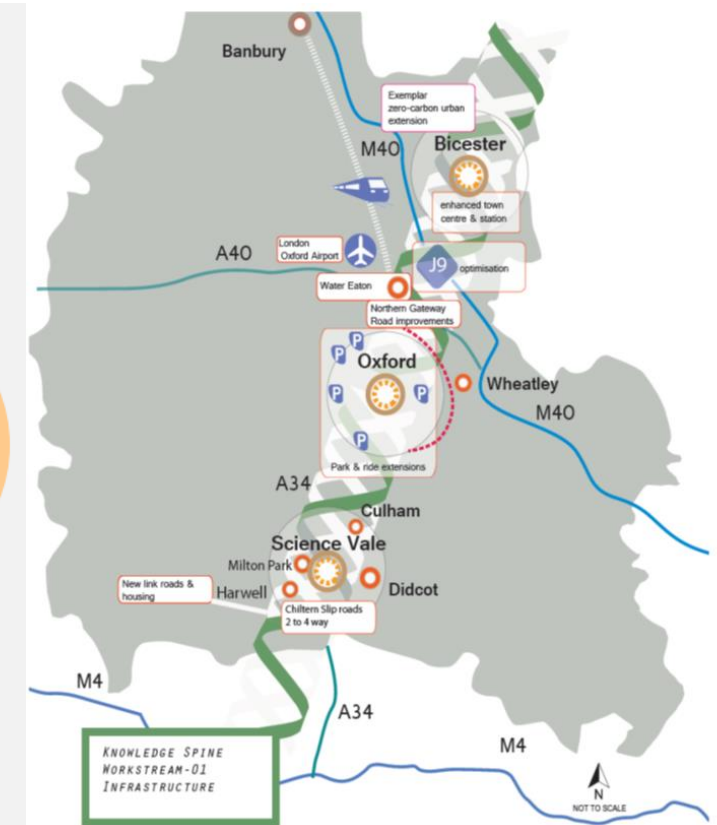 Banbury
Exemplar
zero-carbon urban
extension
M40
Bicester
enhanced town
centre & station
London
Oxford Airport
A40
J9
optimisation
Water Eaton
Northern Gateway
Road improvements
P
P
Oxford
P
P
Wheatley
M40
P
Park & ride extensions
A34
Culham
Science Vale
Milton Park
New link roads &
housing
Harwell
Didcot
Chiltern Slip roads
2 to 4 way
M4
A34
KNOWLEDGE SPINE
WORKSTREAM-01
INFRASTRUCTURE
M4
N
NOT TO SCALE